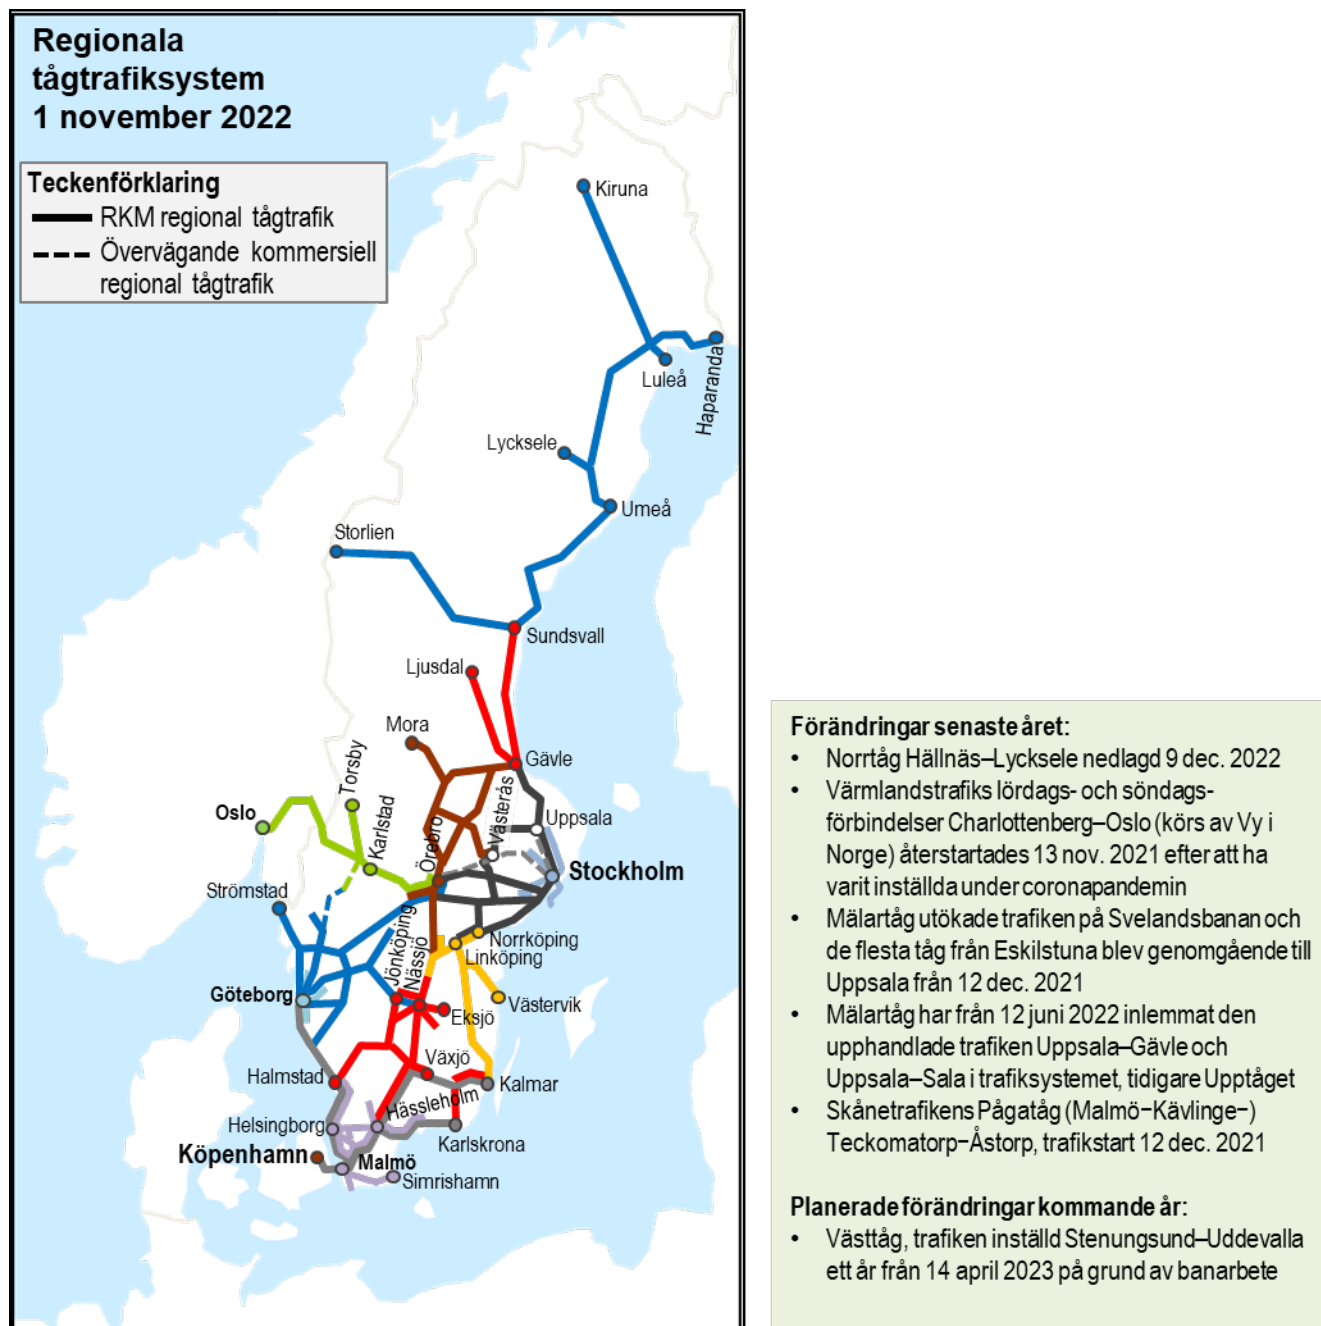 Regionala
tågtrafiksystem
1 november 2022
Teckenförklaring
RKM regional tågtrafik
Övervägande kommersiell
regional tågtrafik
Kiruna
Luleå
Haparanda
Lycksele
Umeå
Storlien
Sundsvall
Ljusdal
Mora
Gävle
Torsby
Oslo
Karlstad
Örebro
Västerås
Uppsala
Stockholm
Strömstad
Jönköping
Nässjö
Norrköping
Linköping
Göteborg
Västervik
Eksjö
Växjö
Halmstad
Hässleholm
Kalmar
Helsingborg
Karlskrona
Köpenhamn
Malmö
Simrishamn
Förändringar senaste året:
• Norrtåg Hällnäs–Lycksele nedlagd 9 dec. 2022
• Värmlandstrafiks lördags- och söndags-
förbindelser Charlottenberg–Oslo (körs av Vy i
Norge) återstartades 13 nov. 2021 efter att ha
varit inställda under coronapandemin
• Mälartåg utökade trafiken på Svelandsbanan och
de flesta tåg från Eskilstuna blev genomgående till
Uppsala från 12 dec. 2021
• Mälartåg har från 12 juni 2022 inlemmat den
upphandlade trafiken Uppsala–Gävle och
Uppsala–Sala i trafiksystemet, tidigare Upptåget
• Skånetrafikens Pågatåg (Malmö−Kävlinge−)
Teckomatorp−Åstorp, trafikstart 12 dec. 2021
Planerade förändringar kommande år:
• Västtåg, trafiken inställd Stenungsund–Uddevalla
ett år från 14 april 2023 på grund av banarbete